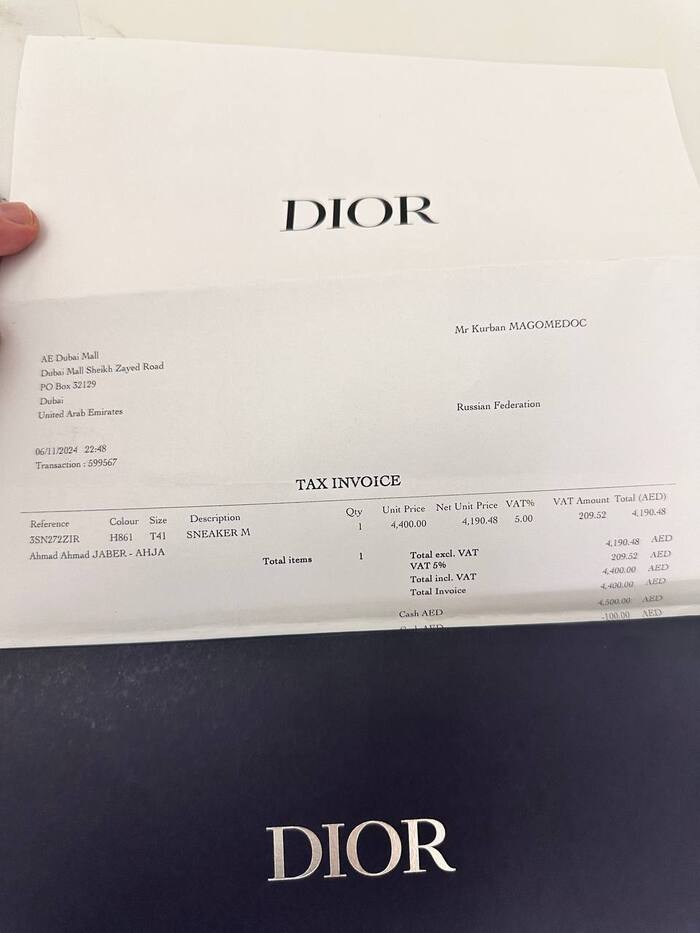 DIOR
Mr Kurban MAGOMEDOC
AE Dubai Mall
Dubai Mall Sheikh Zayed Road
PO Box 32129
Dubai
United Arab Emirates
Russian Federation
06/11/2024 22:48
Transaction : 599567
TAX INVOICE
Reference Colour Size Description Qty Unit Price Net Unit Price VAT% VAT Amount Total (AED)
3SN272ZIR H861 T41 SNEAKER M 1 4,400.00 4,190.48 5.00 209.52 4,190.48
Ahmad Ahmad JABER - AHJA
Total items 1 Total excl. VAT 4,190.48 AED
VAT 5% 209.52 AED
Total incl. VAT 4,400.00 AED
Total Invoice 4,400.00 AED
Cash AED 4,500.00 AED
Cash AED -100.00 AED
DIOR